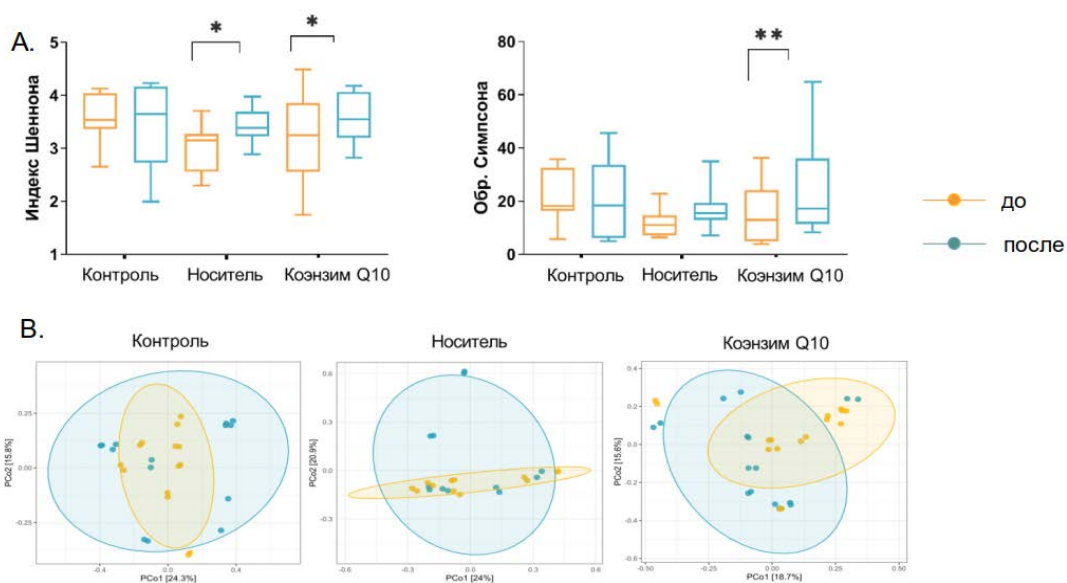 A.
Индекс Шеннона
5
4
3
2
1
*
*
Контроль
Носитель
Коэнзим Q10
Обр. Симпсона
80
60
40
20
0
**
Контроль
Носитель
Коэнзим Q10
до
после
B.
Контроль
PCo2 [15.8%]
0.25
0.00
-0.25
-0.4
0.0
0.4
PCo1 [24.3%]
Носитель
PCo2 [20.9%]
0.6
0.3
0.0
-0.3
-0.6
-0.3
0.0
0.3
0.6
PCo1 [24%]
Коэнзим Q10
PCo2 [15.6%]
0.4
0.2
0.0
-0.2
-0.4
-0.6
-0.50
-0.25
0.00
0.25
0.50
PCo1 [18.7%]